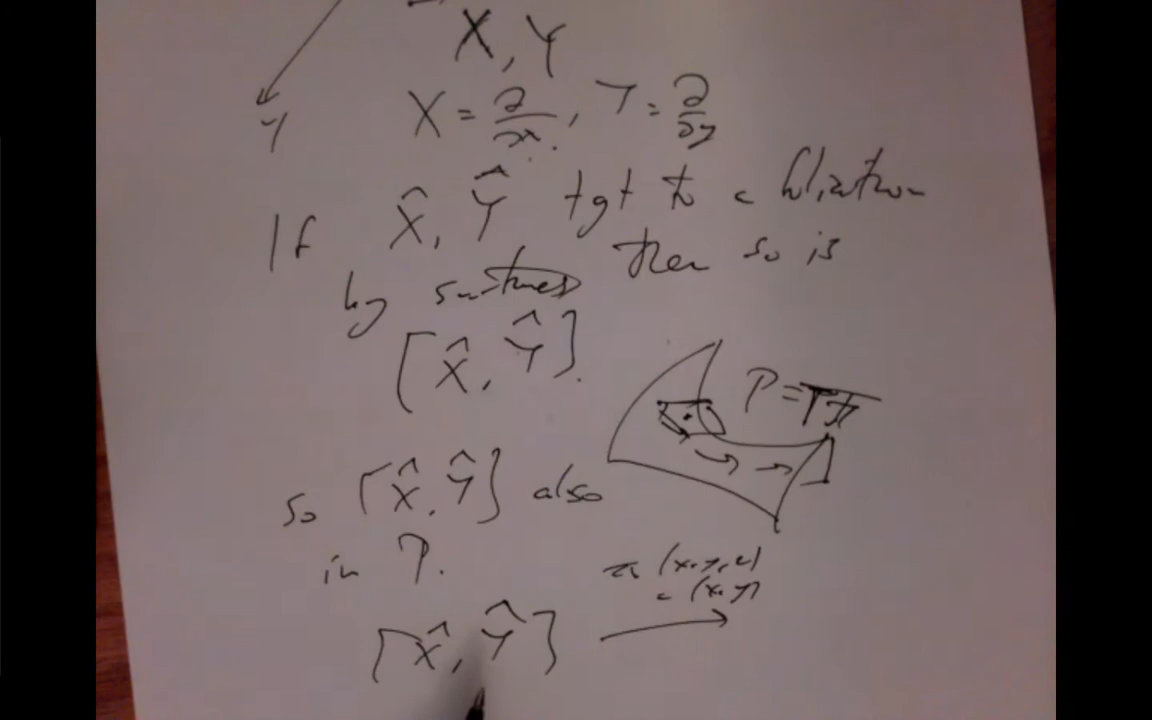 X, Y
Y
X = ∂/∂x, Y = ∂/∂y
If X̂, Ŷ tgt to a foliation
by surfaces then so is
[X̂, Ŷ].
P = TF
so [X̂, Ŷ] also
in P.
π(x, y, z)
= (x, y)
[X̂, Ŷ]